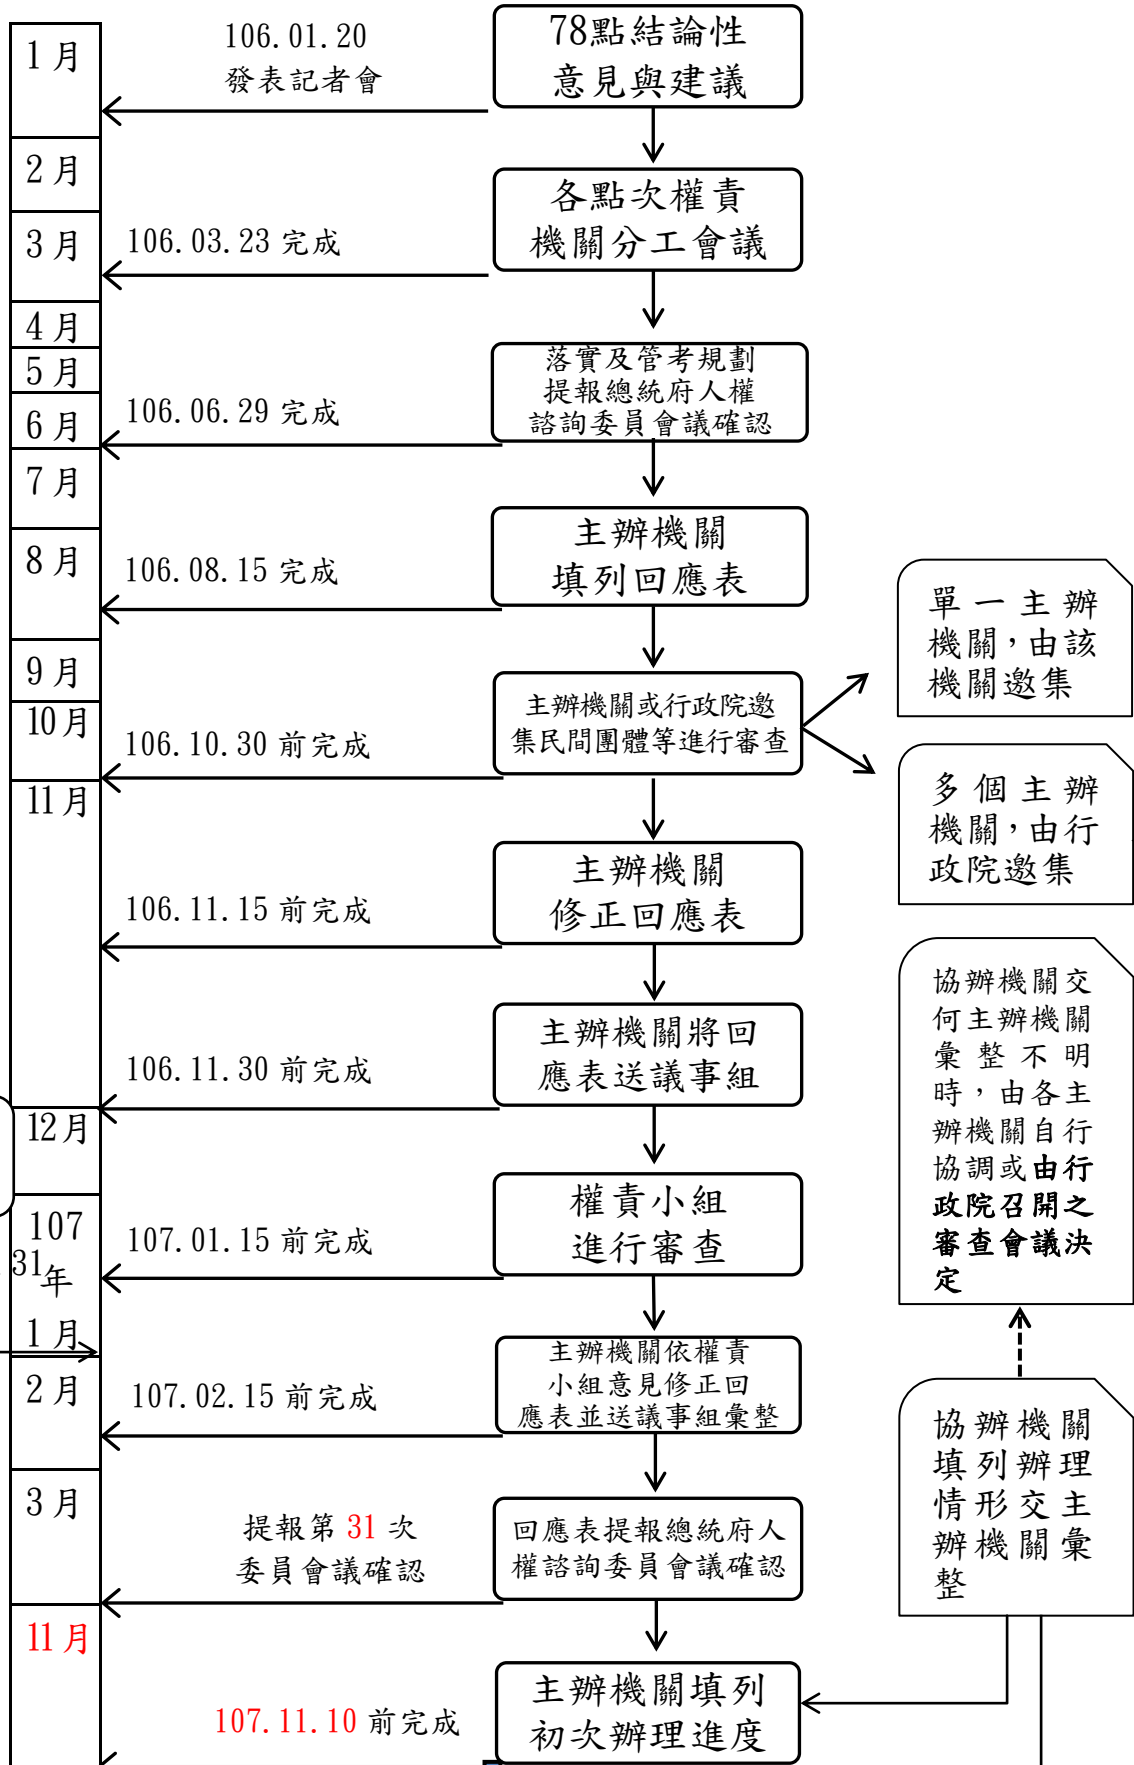 1月
106.01.20
發表記者會
78點結論性
意見與建議
2月
各點次權責
機關分工會議
3月
106.03.23 完成
4月
5月
落實及管考規劃
提報總統府人權
諮詢委員會議確認
6月
106.06.29 完成
7月
主辦機關
填列回應表
8月
106.08.15 完成
單一主辦
機關，由該
機關邀集
9月
10月
主辦機關或行政院邀
集民間團體等進行審查
106.10.30 前完成
多個主辦
機關，由行
政院邀集
11月
主辦機關
修正回應表
106.11.15 前完成
協辦機關交
何主辦機關
彙整不明
時，由各主
辦機關自行
協調或由行
政院召開之
審查會議決
定
主辦機關將回
應表送議事組
106.11.30 前完成
12月
權責小組
進行審查
107
31
年
1月
107.01.15 前完成
主辦機關依權責
小組意見修正回
應表並送議事組彙整
2月
107.02.15 前完成
協辦機關
填列辦理
情形交主
辦機關彙
整
3月
提報第 31 次
委員會議確認
回應表提報總統府人
權諮詢委員會議確認
11月
主辦機關填列
初次辦理進度
107.11.10 前完成